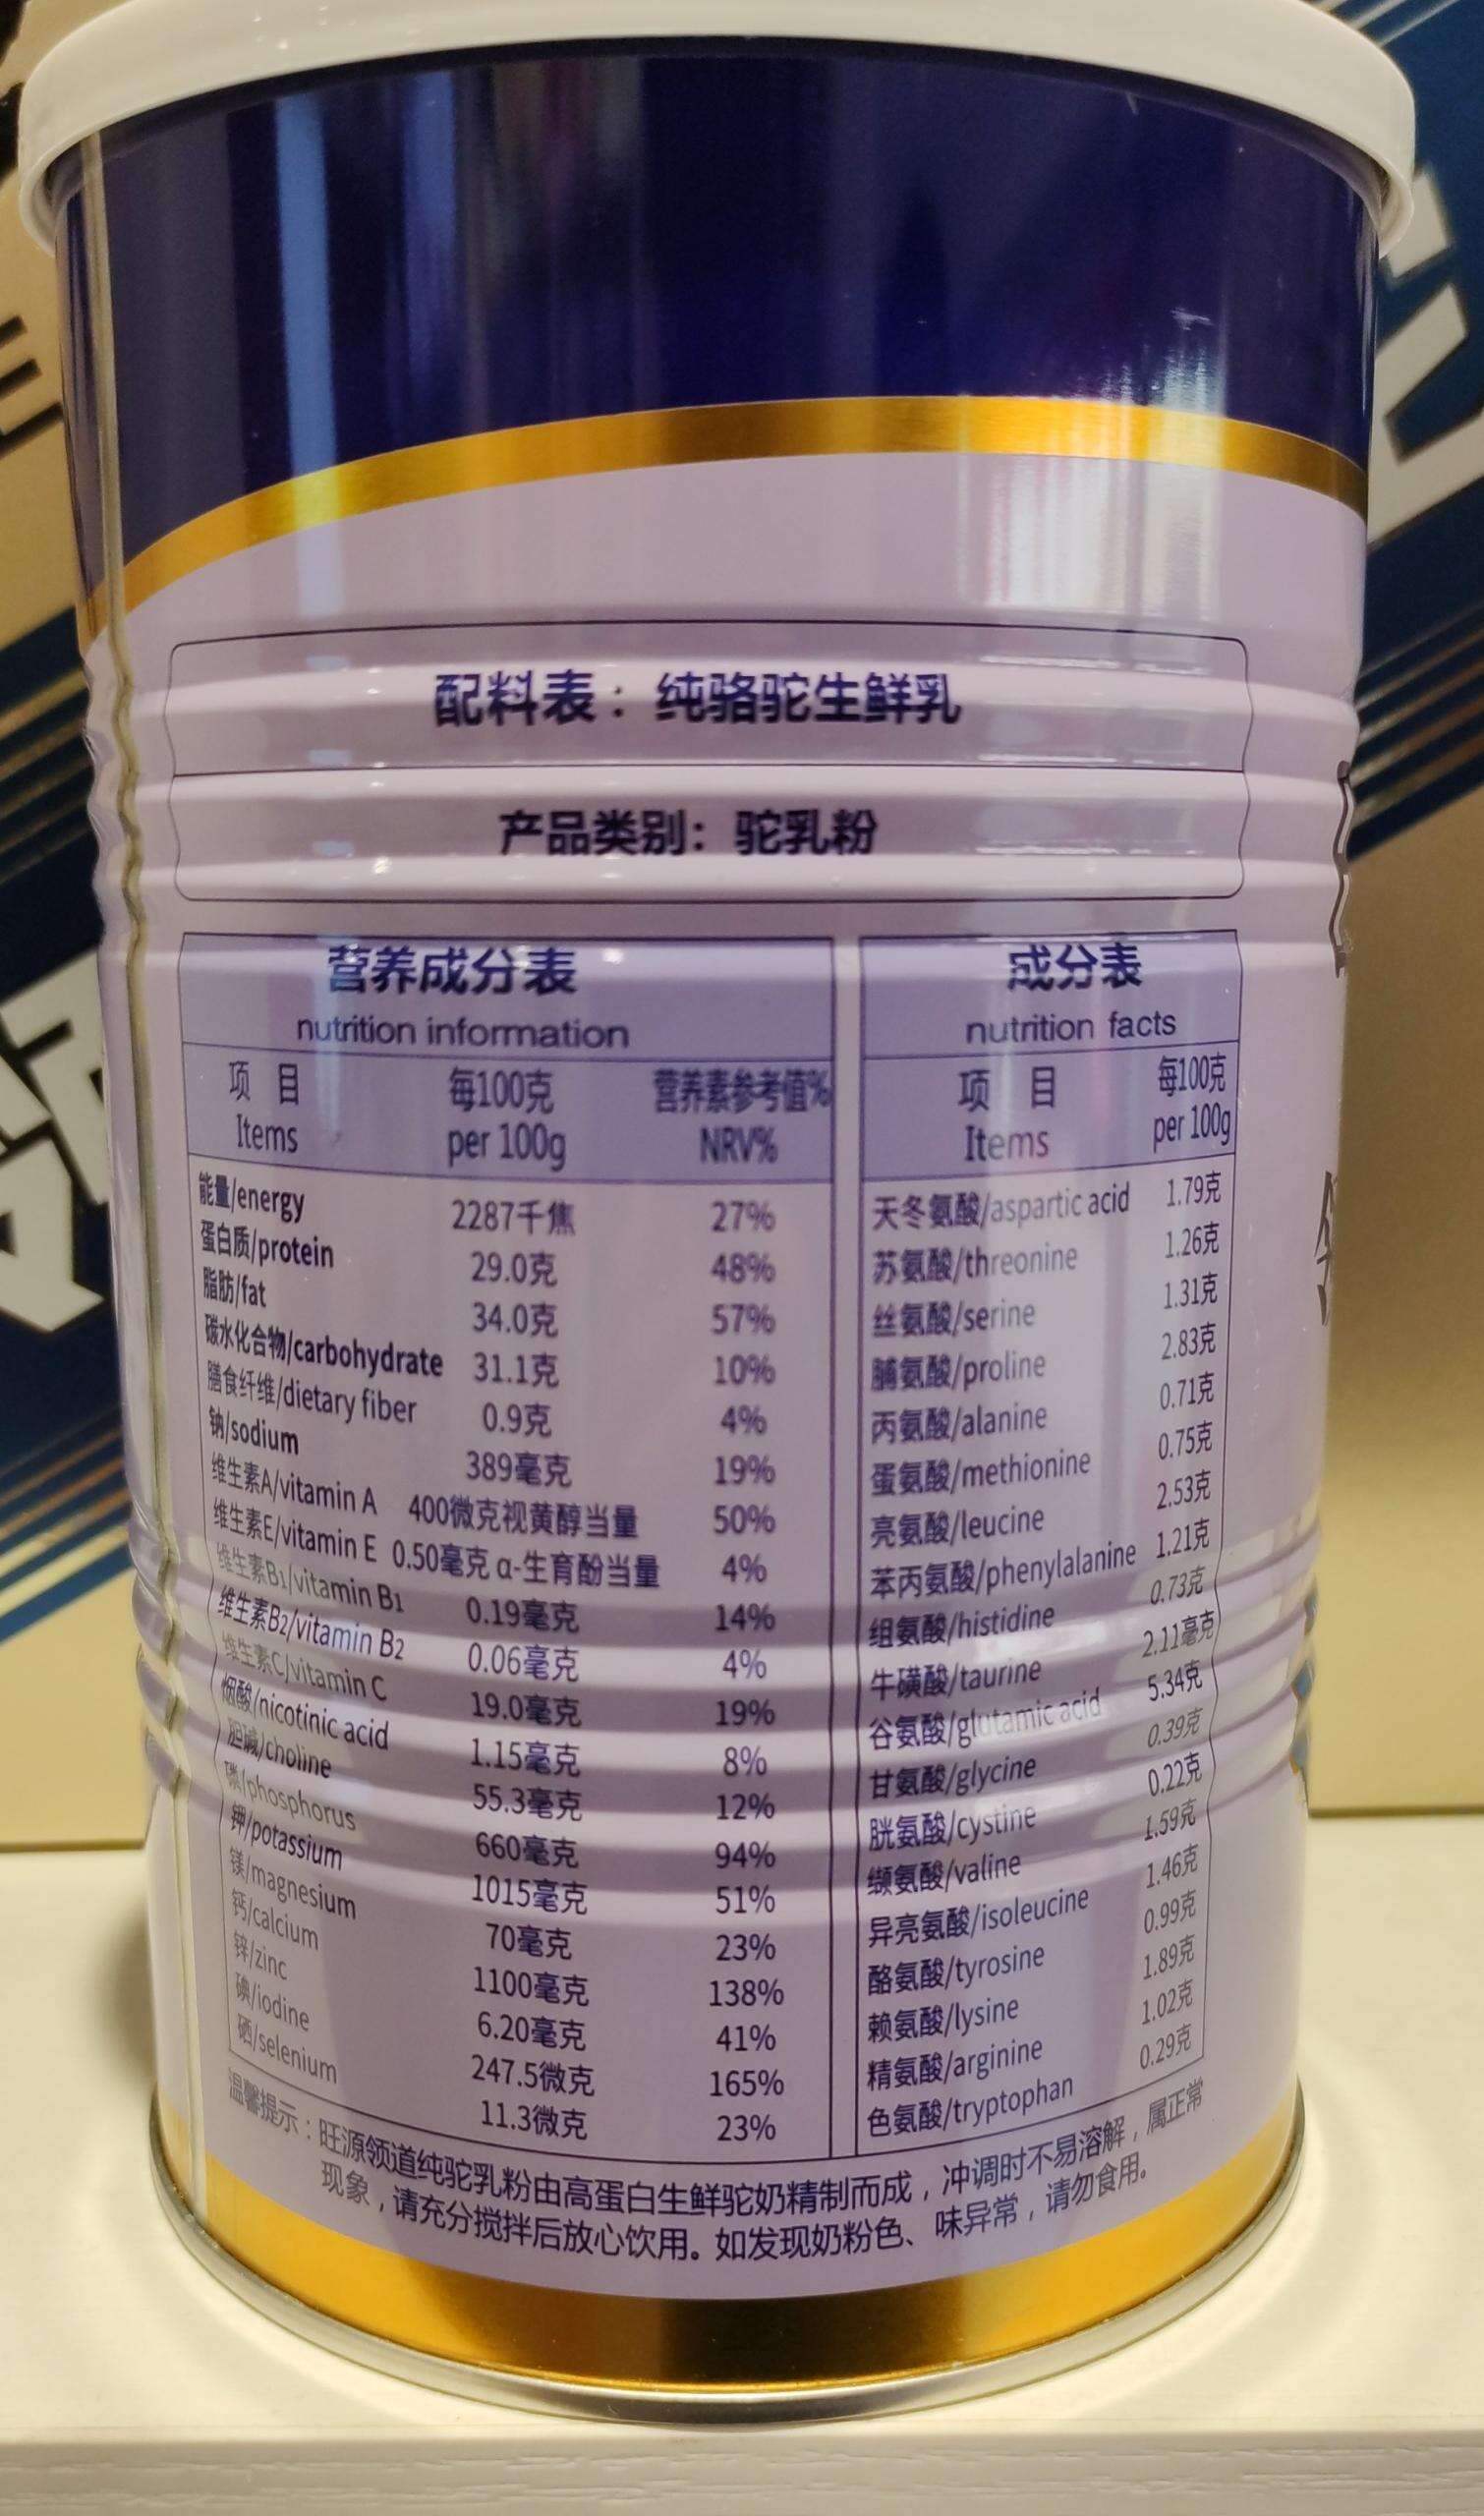 配料表：纯骆驼生鲜乳
产品类别：驼乳粉
营养成分表
nutrition information
项 目 每100克 营养素参考值%
Items per 100g NRV%
能量/energy 2287千焦 27%
蛋白质/protein 29.0克 48%
脂肪/fat 34.0克 57%
碳水化合物/carbohydrate 31.1克 10%
膳食纤维/dietary fiber 0.9克 4%
钠/sodium 389毫克 19%
维生素A/vitamin A 400微克视黄醇当量 50%
维生素E/vitamin E 0.50毫克 α-生育酚当量 4%
维生素B1/vitamin B1 0.19毫克 14%
维生素B2/vitamin B2 0.06毫克 4%
维生素C/vitamin C 19.0毫克 19%
烟酸/nicotinic acid 1.15毫克 8%
胆碱/choline 55.3毫克 12%
磷/phosphorus 660毫克 94%
钾/potassium 1015毫克 51%
镁/magnesium 70毫克 23%
钙/calcium 1100毫克 138%
锌/zinc 6.20毫克 41%
碘/iodine 247.5微克 165%
硒/selenium 11.3微克 23%
成分表
nutrition facts
项 目 每100克
Items per 100g
天冬氨酸/aspartic acid 1.79克
苏氨酸/threonine 1.26克
丝氨酸/serine 1.31克
脯氨酸/proline 2.83克
丙氨酸/alanine 0.71克
蛋氨酸/methionine 0.75克
亮氨酸/leucine 2.53克
苯丙氨酸/phenylalanine 1.21克
组氨酸/histidine 0.73克
牛磺酸/taurine 2.11毫克
谷氨酸/glutamic acid 5.34克
甘氨酸/glycine 0.39克
胱氨酸/cystine 0.22克
缬氨酸/valine 1.59克
异亮氨酸/isoleucine 1.46克
酪氨酸/tyrosine 0.99克
赖氨酸/lysine 1.89克
精氨酸/arginine 1.02克
色氨酸/tryptophan 0.29克
温馨提示：旺源领道纯驼乳粉由高蛋白生鲜驼奶精制而成，冲调时不易溶解，属正常
现象，请充分搅拌后放心饮用。如发现奶粉色、味异常，请勿食用。